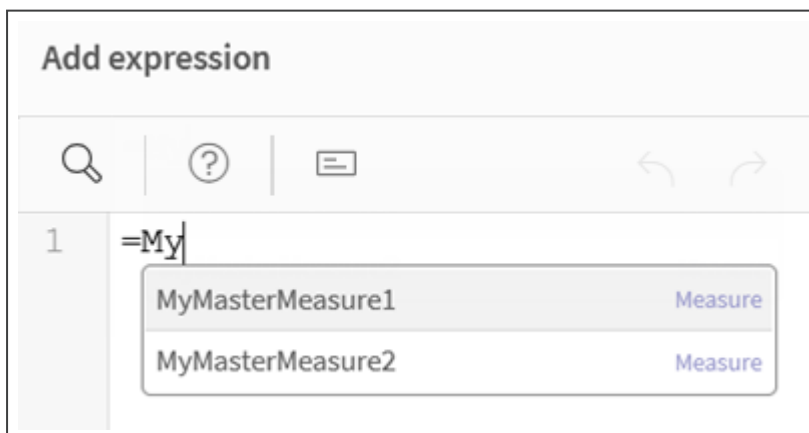 Add expression
1 =My
MyMasterMeasure1 Measure
MyMasterMeasure2 Measure